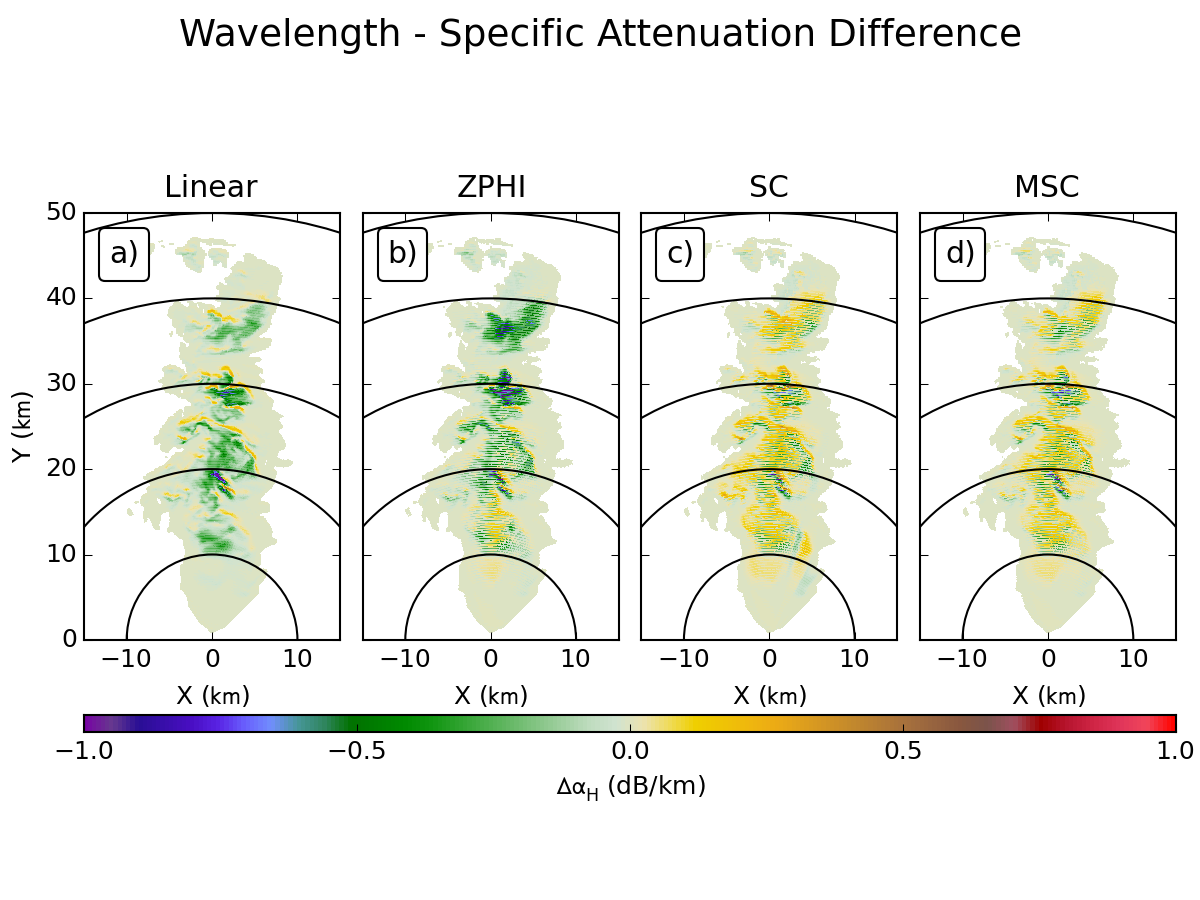 Wavelength - Specific Attenuation Difference
Linear ZPHI SC MSC
a) b) c) d)
50
40
30
20
10
0
Y (km)
−10 0 10 −10 0 10 −10 0 10 −10 0 10
X (km) X (km) X (km) X (km)
−1.0 −0.5 0.0 0.5 1.0
ΔαH (dB/km)